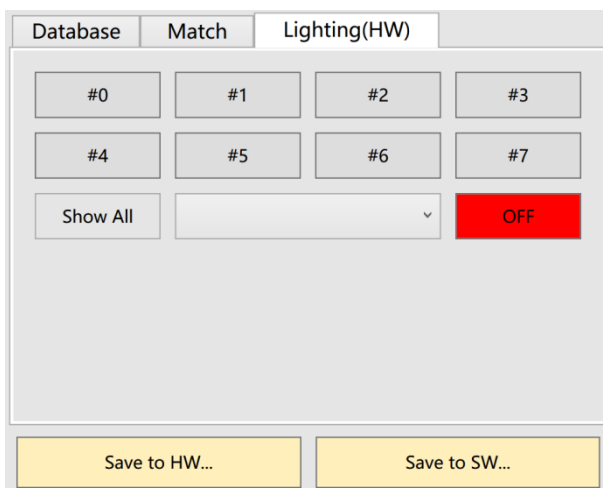 Database Match Lighting(HW)
#0 #1 #2 #3
#4 #5 #6 #7
Show All OFF
Save to HW... Save to SW...